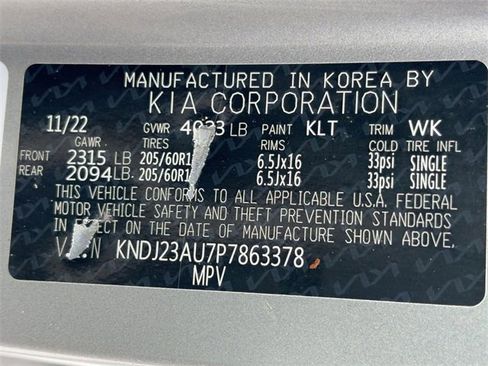 MANUFACTURED IN KOREA BY
KIA CORPORATION
11/22 GVWR LB PAINT KLT TRIM WK
GAWR TIRES RIMS COLD TIRE INFL
FRONT 2315 LB 205/60R1 6.5Jx16 33psi SINGLE
REAR 2094 LB 205/60R1 6.5Jx16 33psi SINGLE
THIS VEHICLE CONFORMS TO ALL APPLICABLE U.S.A. FEDERAL
MOTOR VEHICLE SAFETY AND THEFT PREVENTION STANDARDS
IN EFFECT ON THE DATE OF MANUFACTURE SHOWN ABOVE.
KNDJ23AU7P7863378
MPV